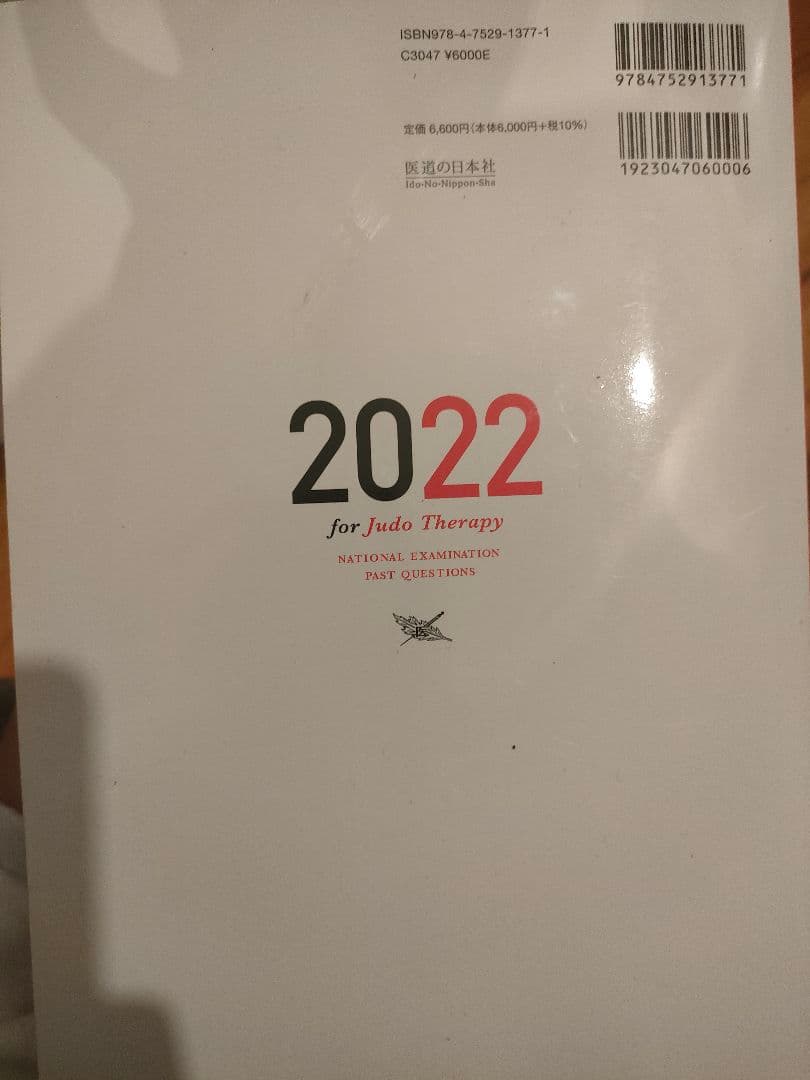 ISBN978-4-7529-1377-1
C3047 ¥6000E
9784752913771
定価 6,600円(本体6,000円+税10%)
医道の日本社
Ido-No-Nippon-Sha
1923047060006
2022
for Judo Therapy
NATIONAL EXAMINATION
PAST QUESTIONS
医